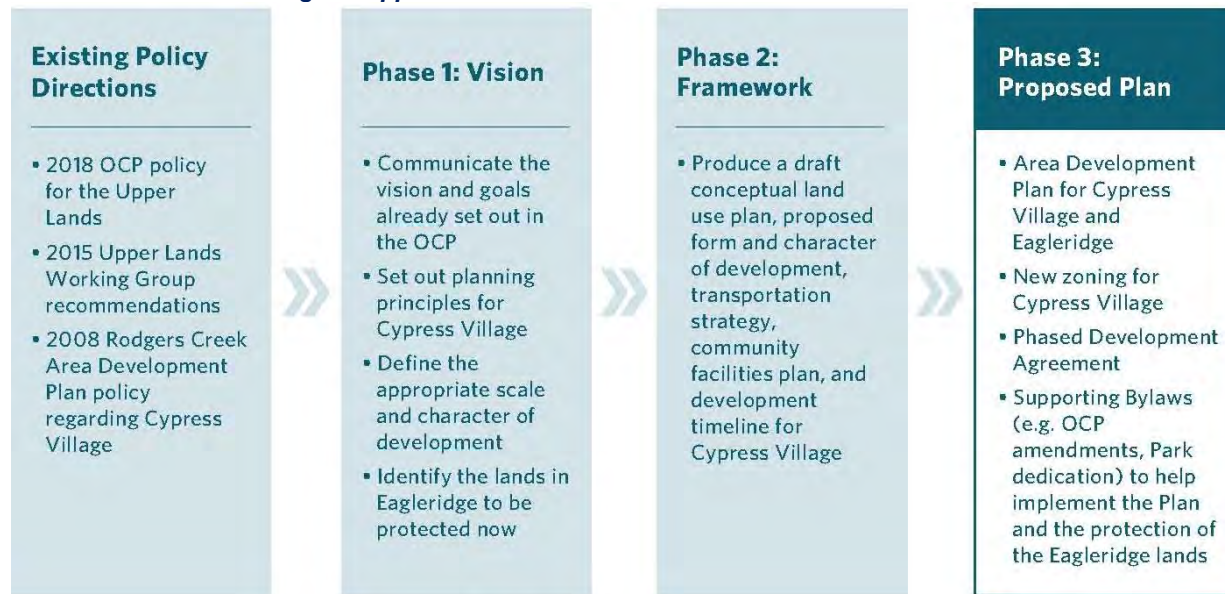 Existing Policy
Directions
• 2018 OCP policy
for the Upper
Lands
• 2015 Upper Lands
Working Group
recommendations
• 2008 Rodgers Creek
Area Development
Plan policy
regarding Cypress
Village
Phase 1: Vision
• Communicate the
vision and goals
already set out in
the OCP
• Set out planning
principles for
Cypress Village
• Define the
appropriate scale
and character of
development
• Identify the lands in
Eagleridge to be
protected now
Phase 2:
Framework
• Produce a draft
conceptual land
use plan, proposed
form and character
of development,
transportation
strategy,
community
facilities plan, and
development
timeline for
Cypress Village
Phase 3:
Proposed Plan
• Area Development
Plan for Cypress
Village and
Eagleridge
• New zoning for
Cypress Village
• Phased Development
Agreement
• Supporting Bylaws
(e.g. OCP
amendments, Park
dedication) to help
implement the Plan
and the protection of
the Eagleridge lands